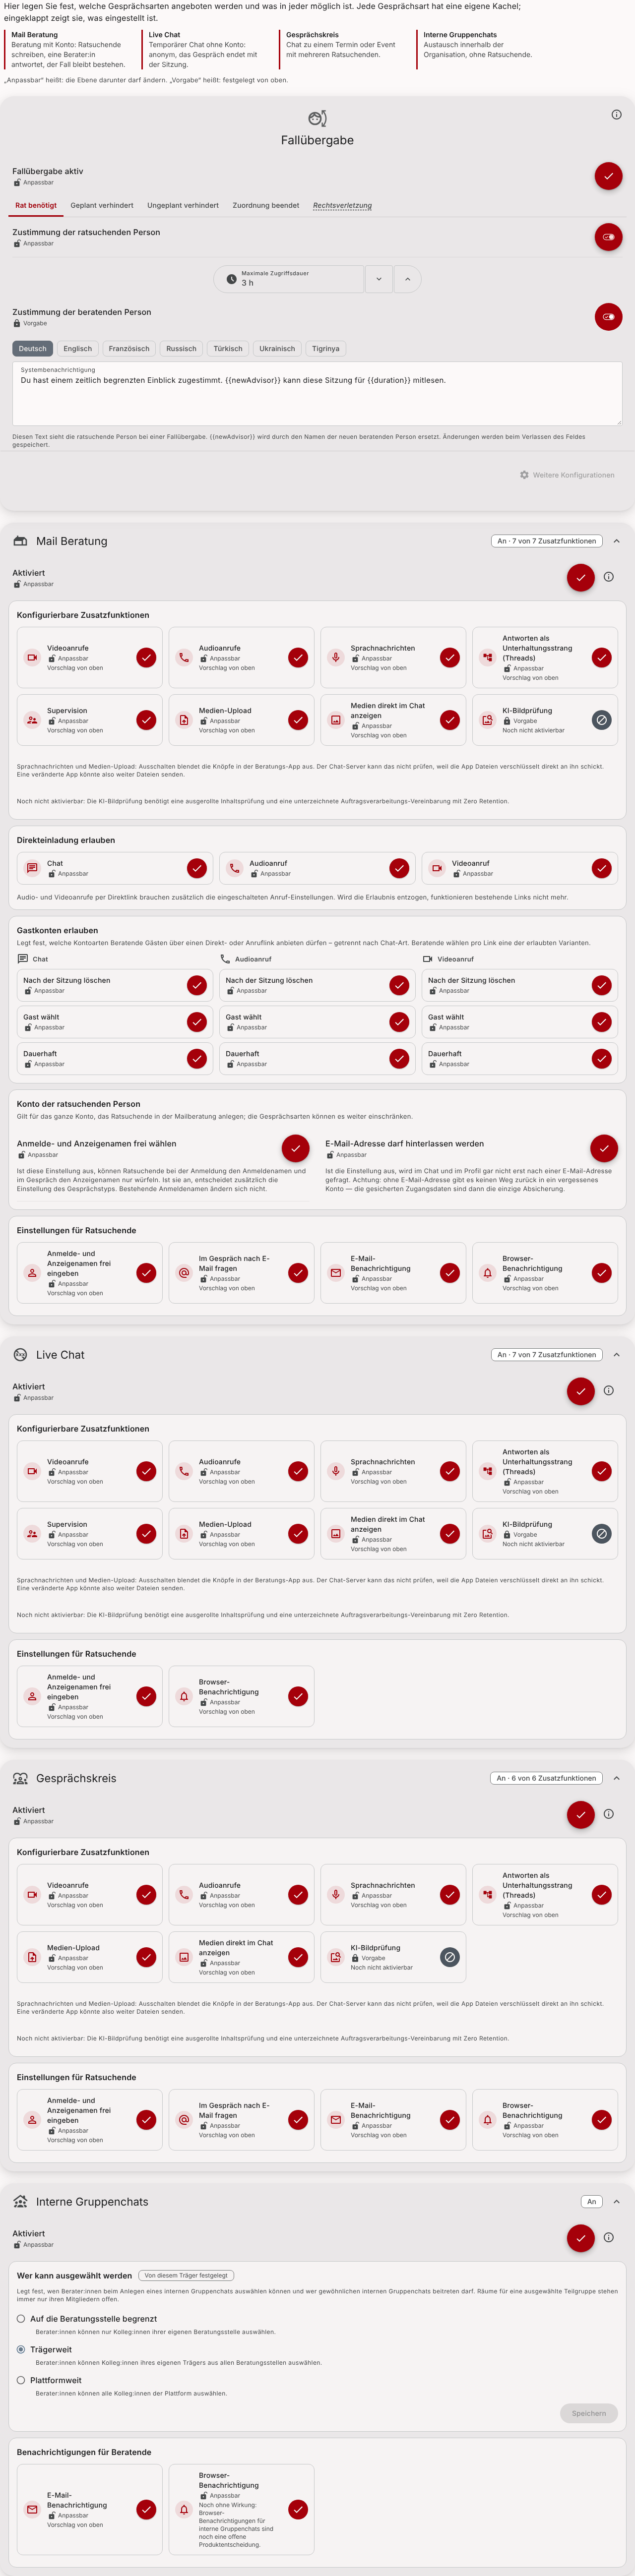 Hier legen Sie fest, welche Gesprächsarten angeboten werden und was in jeder möglich ist. Jede Gesprächsart hat eine eigene Kachel;
eingeklappt zeigt sie, was eingestellt ist.
Mail Beratung
Beratung mit Konto: Ratsuchende
schreiben, eine Berater:in
antwortet, der Fall bleibt bestehen.
Live Chat
Temporärer Chat ohne Konto:
anonym, das Gespräch endet mit
der Sitzung.
Gesprächskreis
Chat zu einem Termin oder Event
mit mehreren Ratsuchenden.
Interne Gruppenchats
Austausch innerhalb der
Organisation, ohne Ratsuchende.
„Anpassbar“ heißt: die Ebene darunter darf ändern. „Vorgabe“ heißt: festgelegt von oben.
Fallübergabe
Fallübergabe aktiv
Anpassbar
Rat benötigt
Geplant verhindert
Ungeplant verhindert
Zuordnung beendet
Rechtsverletzung
Zustimmung der ratsuchenden Person
Anpassbar
Maximale Zugriffsdauer
3 h
Zustimmung der beratenden Person
Vorgabe
Deutsch
Englisch
Französisch
Russisch
Türkisch
Ukrainisch
Tigrinya
Systembenachrichtigung
Du hast einem zeitlich begrenzten Einblick zugestimmt. {{newAdvisor}} kann diese Sitzung für {{duration}} mitlesen.
Diesen Text sieht die ratsuchende Person bei einer Fallübergabe. {{newAdvisor}} wird durch den Namen der neuen beratenden Person ersetzt. Änderungen werden beim Verlassen des Feldes
gespeichert.
Weitere Konfigurationen
Mail Beratung
An · 7 von 7 Zusatzfunktionen
Aktiviert
Anpassbar
Konfigurierbare Zusatzfunktionen
Videoanrufe
Anpassbar
Vorschlag von oben
Audioanrufe
Anpassbar
Vorschlag von oben
Sprachnachrichten
Anpassbar
Vorschlag von oben
Antworten als
Unterhaltungsstrang
(Threads)
Anpassbar
Vorschlag von oben
Supervision
Anpassbar
Vorschlag von oben
Medien-Upload
Anpassbar
Vorschlag von oben
Medien direkt im Chat
anzeigen
Anpassbar
Vorschlag von oben
KI-Bildprüfung
Vorgabe
Noch nicht aktivierbar
Sprachnachrichten und Medien-Upload: Ausschalten blendet die Knöpfe in der Beratungs-App aus. Der Chat-Server kann das nicht prüfen, weil die App Dateien verschlüsselt direkt an ihn schickt.
Eine veränderte App könnte also weiter Dateien senden.
Noch nicht aktivierbar: Die KI-Bildprüfung benötigt eine ausgerollte Inhaltsprüfung und eine unterzeichnete Auftragsverarbeitungs-Vereinbarung mit Zero Retention.
Direkteinladung erlauben
Chat
Anpassbar
Audioanruf
Anpassbar
Videoanruf
Anpassbar
Audio- und Videoanrufe per Direktlink brauchen zusätzlich die eingeschalteten Anruf-Einstellungen. Wird die Erlaubnis entzogen, funktionieren bestehende Links nicht mehr.
Gastkonten erlauben
Legt fest, welche Kontoarten Beratende Gästen über einen Direkt- oder Anruflink anbieten dürfen – getrennt nach Chat-Art. Beratende wählen pro Link eine der erlaubten Varianten.
Chat
Audioanruf
Videoanruf
Nach der Sitzung löschen
Anpassbar
Nach der Sitzung löschen
Anpassbar
Nach der Sitzung löschen
Anpassbar
Gast wählt
Anpassbar
Gast wählt
Anpassbar
Gast wählt
Anpassbar
Dauerhaft
Anpassbar
Dauerhaft
Anpassbar
Dauerhaft
Anpassbar
Konto der ratsuchenden Person
Gilt für das ganze Konto, das Ratsuchende in der Mailberatung anlegen; die Gesprächsarten können es weiter einschränken.
Anmelde- und Anzeigenamen frei wählen
Anpassbar
Ist diese Einstellung aus, können Ratsuchende bei der Anmeldung den Anmeldenamen und
im Gespräch den Anzeigenamen nur würfeln. Ist sie an, entscheidet zusätzlich die
Einstellung des Gesprächstyps. Bestehende Anmeldenamen ändern sich nicht.
E-Mail-Adresse darf hinterlassen werden
Anpassbar
Ist die Einstellung aus, wird im Chat und im Profil gar nicht erst nach einer E-Mail-Adresse
gefragt. Achtung: ohne E-Mail-Adresse gibt es keinen Weg zurück in ein vergessenes
Konto — die gesicherten Zugangsdaten sind dann die einzige Absicherung.
Einstellungen für Ratsuchende
Anmelde- und
Anzeigenamen frei
eingeben
Anpassbar
Vorschlag von oben
Im Gespräch nach E-
Mail fragen
Anpassbar
Vorschlag von oben
E-Mail-
Benachrichtigung
Anpassbar
Vorschlag von oben
Browser-
Benachrichtigung
Anpassbar
Vorschlag von oben
Live Chat
An · 7 von 7 Zusatzfunktionen
Aktiviert
Anpassbar
Konfigurierbare Zusatzfunktionen
Videoanrufe
Anpassbar
Vorschlag von oben
Audioanrufe
Anpassbar
Vorschlag von oben
Sprachnachrichten
Anpassbar
Vorschlag von oben
Antworten als
Unterhaltungsstrang
(Threads)
Anpassbar
Vorschlag von oben
Supervision
Anpassbar
Vorschlag von oben
Medien-Upload
Anpassbar
Vorschlag von oben
Medien direkt im Chat
anzeigen
Anpassbar
Vorschlag von oben
KI-Bildprüfung
Vorgabe
Noch nicht aktivierbar
Sprachnachrichten und Medien-Upload: Ausschalten blendet die Knöpfe in der Beratungs-App aus. Der Chat-Server kann das nicht prüfen, weil die App Dateien verschlüsselt direkt an ihn schickt.
Eine veränderte App könnte also weiter Dateien senden.
Noch nicht aktivierbar: Die KI-Bildprüfung benötigt eine ausgerollte Inhaltsprüfung und eine unterzeichnete Auftragsverarbeitungs-Vereinbarung mit Zero Retention.
Einstellungen für Ratsuchende
Anmelde- und
Anzeigenamen frei
eingeben
Anpassbar
Vorschlag von oben
Browser-
Benachrichtigung
Anpassbar
Vorschlag von oben
Gesprächskreis
An · 6 von 6 Zusatzfunktionen
Aktiviert
Anpassbar
Konfigurierbare Zusatzfunktionen
Videoanrufe
Anpassbar
Vorschlag von oben
Audioanrufe
Anpassbar
Vorschlag von oben
Sprachnachrichten
Anpassbar
Vorschlag von oben
Antworten als
Unterhaltungsstrang
(Threads)
Anpassbar
Vorschlag von oben
Medien-Upload
Anpassbar
Vorschlag von oben
Medien direkt im Chat
anzeigen
Anpassbar
Vorschlag von oben
KI-Bildprüfung
Vorgabe
Noch nicht aktivierbar
Sprachnachrichten und Medien-Upload: Ausschalten blendet die Knöpfe in der Beratungs-App aus. Der Chat-Server kann das nicht prüfen, weil die App Dateien verschlüsselt direkt an ihn schickt.
Eine veränderte App könnte also weiter Dateien senden.
Noch nicht aktivierbar: Die KI-Bildprüfung benötigt eine ausgerollte Inhaltsprüfung und eine unterzeichnete Auftragsverarbeitungs-Vereinbarung mit Zero Retention.
Einstellungen für Ratsuchende
Anmelde- und
Anzeigenamen frei
eingeben
Anpassbar
Vorschlag von oben
Im Gespräch nach E-
Mail fragen
Anpassbar
Vorschlag von oben
E-Mail-
Benachrichtigung
Anpassbar
Vorschlag von oben
Browser-
Benachrichtigung
Anpassbar
Vorschlag von oben
Interne Gruppenchats
An
Aktiviert
Anpassbar
Wer kann ausgewählt werden
Von diesem Träger festgelegt
Legt fest, wen Berater:innen beim Anlegen eines internen Gruppenchats auswählen können und wer gewöhnlichen internen Gruppenchats beitreten darf. Räume für eine ausgewählte Teilgruppe stehen
immer nur ihren Mitgliedern offen.
Auf die Beratungsstelle begrenzt
Berater:innen können nur Kolleg:innen ihrer eigenen Beratungsstelle auswählen.
Trägerweit
Berater:innen können Kolleg:innen ihres eigenen Trägers aus allen Beratungsstellen auswählen.
Plattformweit
Berater:innen können alle Kolleg:innen der Plattform auswählen.
Speichern
Benachrichtigungen für Beratende
E-Mail-
Benachrichtigung
Anpassbar
Vorschlag von oben
Browser-
Benachrichtigung
Anpassbar
Noch ohne Wirkung:
Browser-
Benachrichtigungen für
interne Gruppenchats sind
noch eine offene
Produktentscheidung.